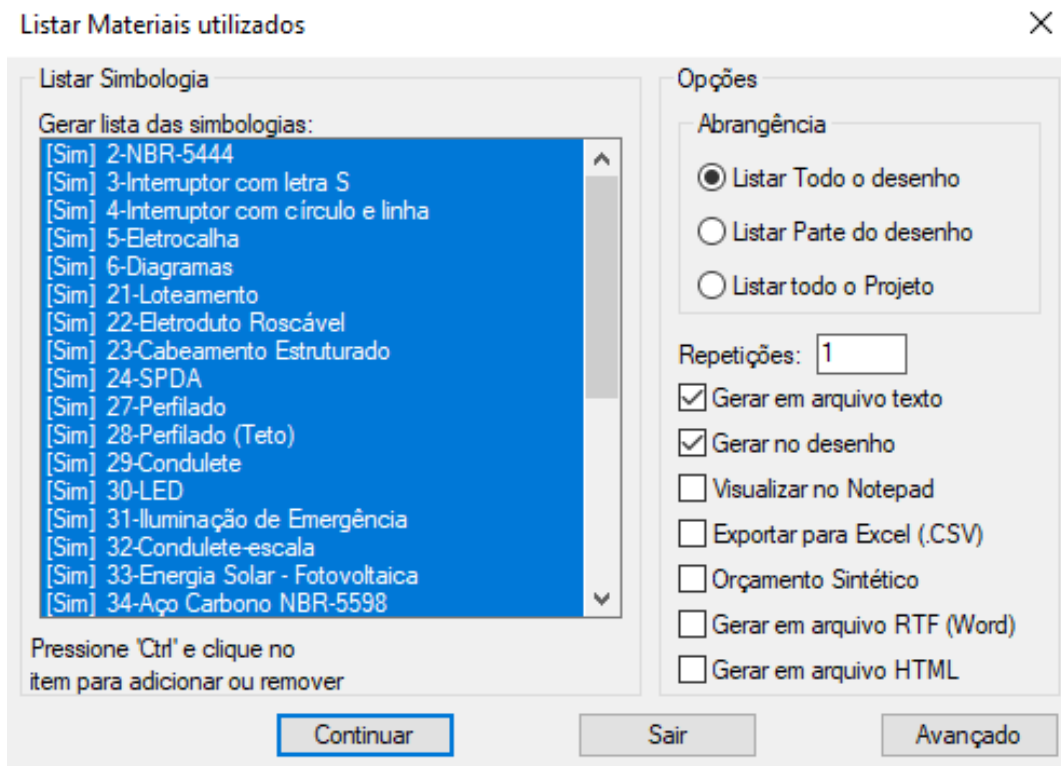 Listar Materiais utilizados
Listar Simbologia
Gerar lista das simbologias:
[Sim] 2-NBR-5444
[Sim] 3-Interruptor com letra S
[Sim] 4-Interruptor com círculo e linha
[Sim] 5-Eletrocalha
[Sim] 6-Diagramas
[Sim] 21-Loteamento
[Sim] 22-Eletroduto Roscável
[Sim] 23-Cabeamento Estruturado
[Sim] 24-SPDA
[Sim] 27-Perfilado
[Sim] 28-Perfilado (Teto)
[Sim] 29-Condulete
[Sim] 30-LED
[Sim] 31-Iluminação de Emergência
[Sim] 32-Condulete-escala
[Sim] 33-Energia Solar - Fotovoltaica
[Sim] 34-Aço Carbono NBR-5598
Pressione 'Ctrl' e clique no
item para adicionar ou remover
Opções
Abrangência
Listar Todo o desenho
Listar Parte do desenho
Listar todo o Projeto
Repetições: 1
Gerar em arquivo texto
Gerar no desenho
Visualizar no Notepad
Exportar para Excel (.CSV)
Orçamento Sintético
Gerar em arquivo RTF (Word)
Gerar em arquivo HTML
Continuar
Sair
Avançado